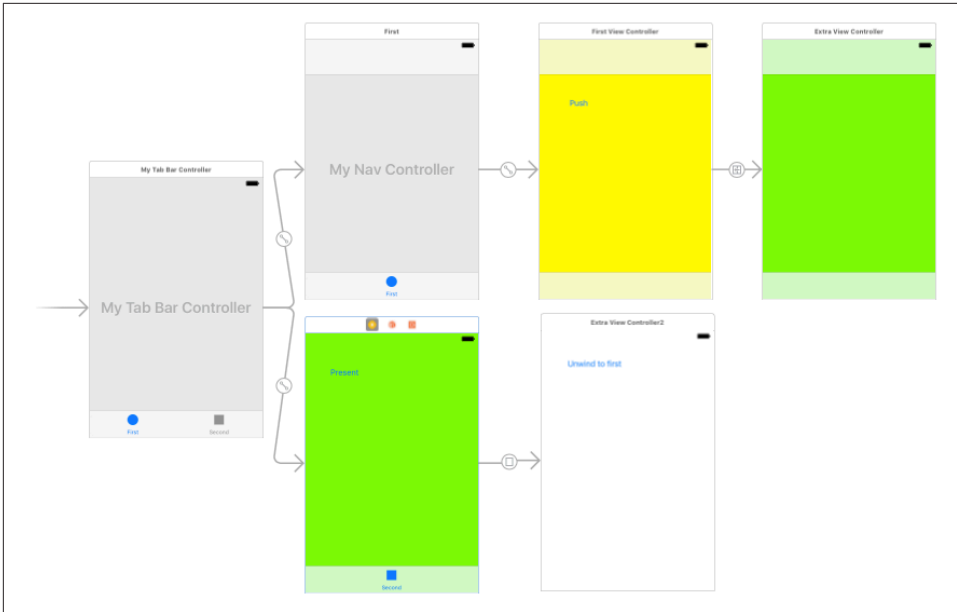 First
First View Controller
Extra View Controller
Push
My Nav Controller
First
My Tab Bar Controller
My Tab Bar Controller
First
Second
Present
Second
Extra View Controller2
Unwind to first